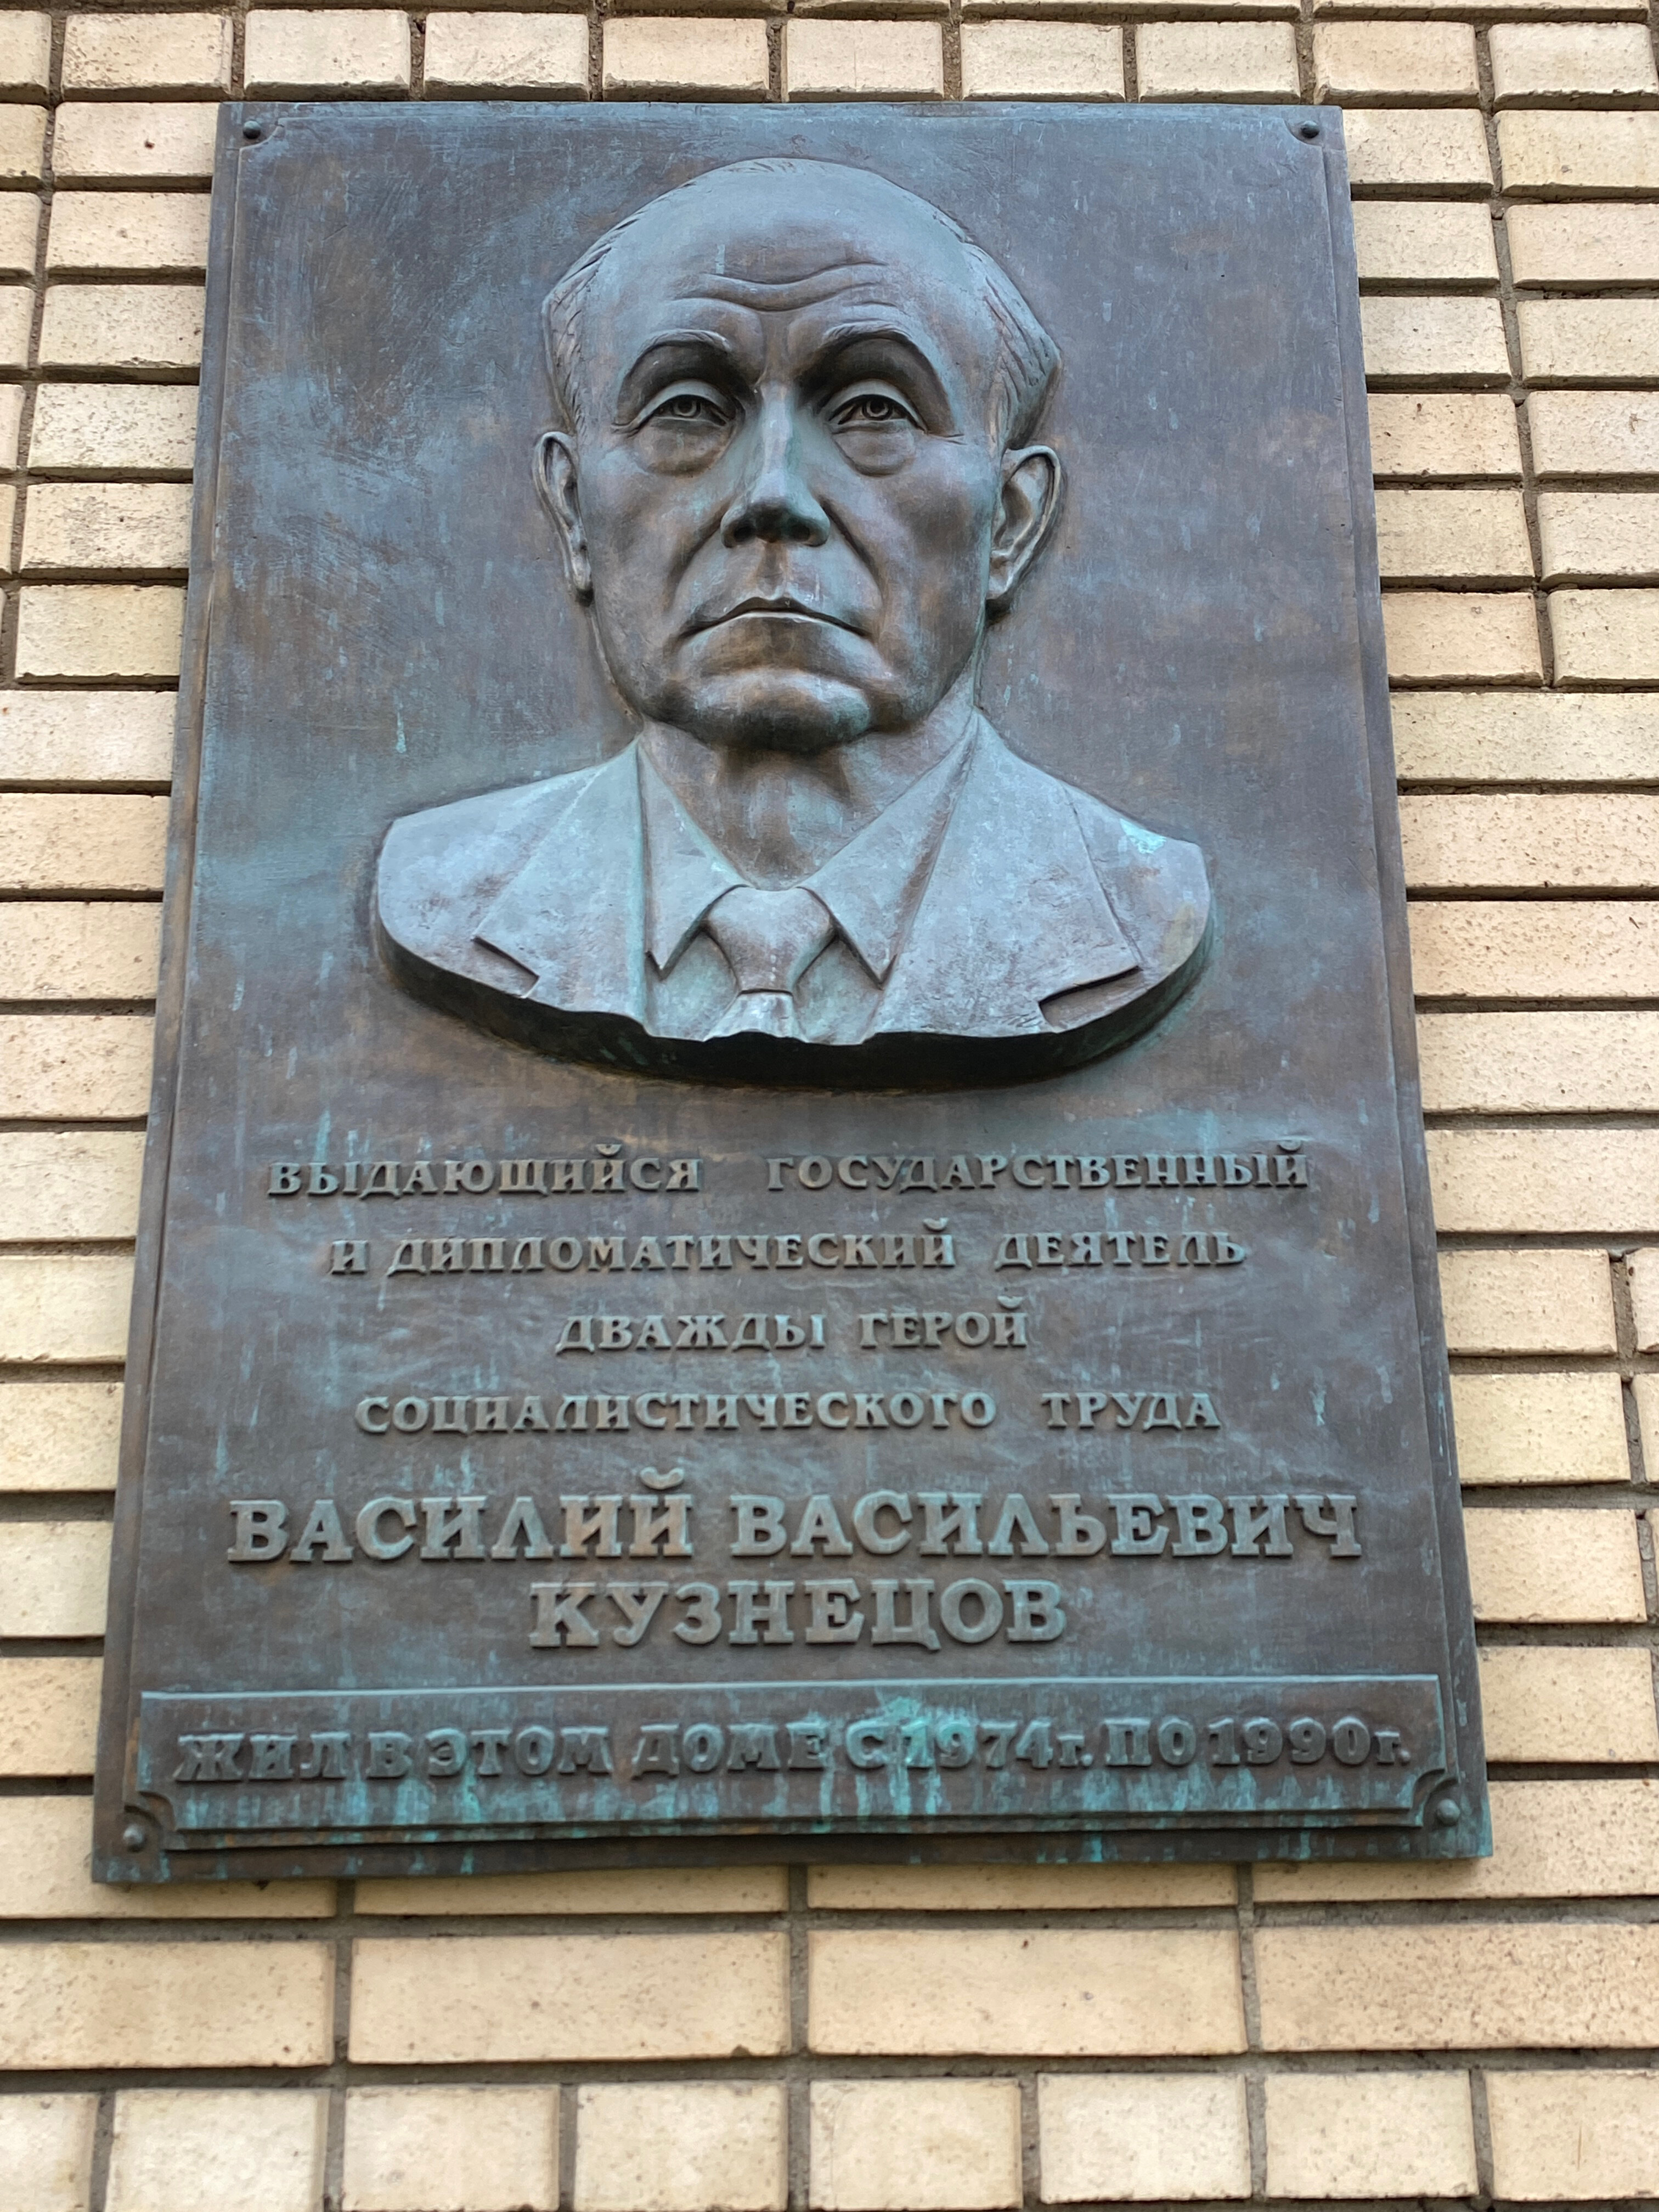 ВЫДАЮЩИЙСЯ ГОСУДАРСТВЕННЫЙ
И ДИПЛОМАТИЧЕСКИЙ ДЕЯТЕЛЬ
ДВАЖДЫ ГЕРОЙ
СОЦИАЛИСТИЧЕСКОГО ТРУДА
ВАСИЛИЙ ВАСИЛЬЕВИЧ
КУЗНЕЦОВ
ЖИЛ В ЭТОМ ДОМЕ С 1974г. ПО 1990г.